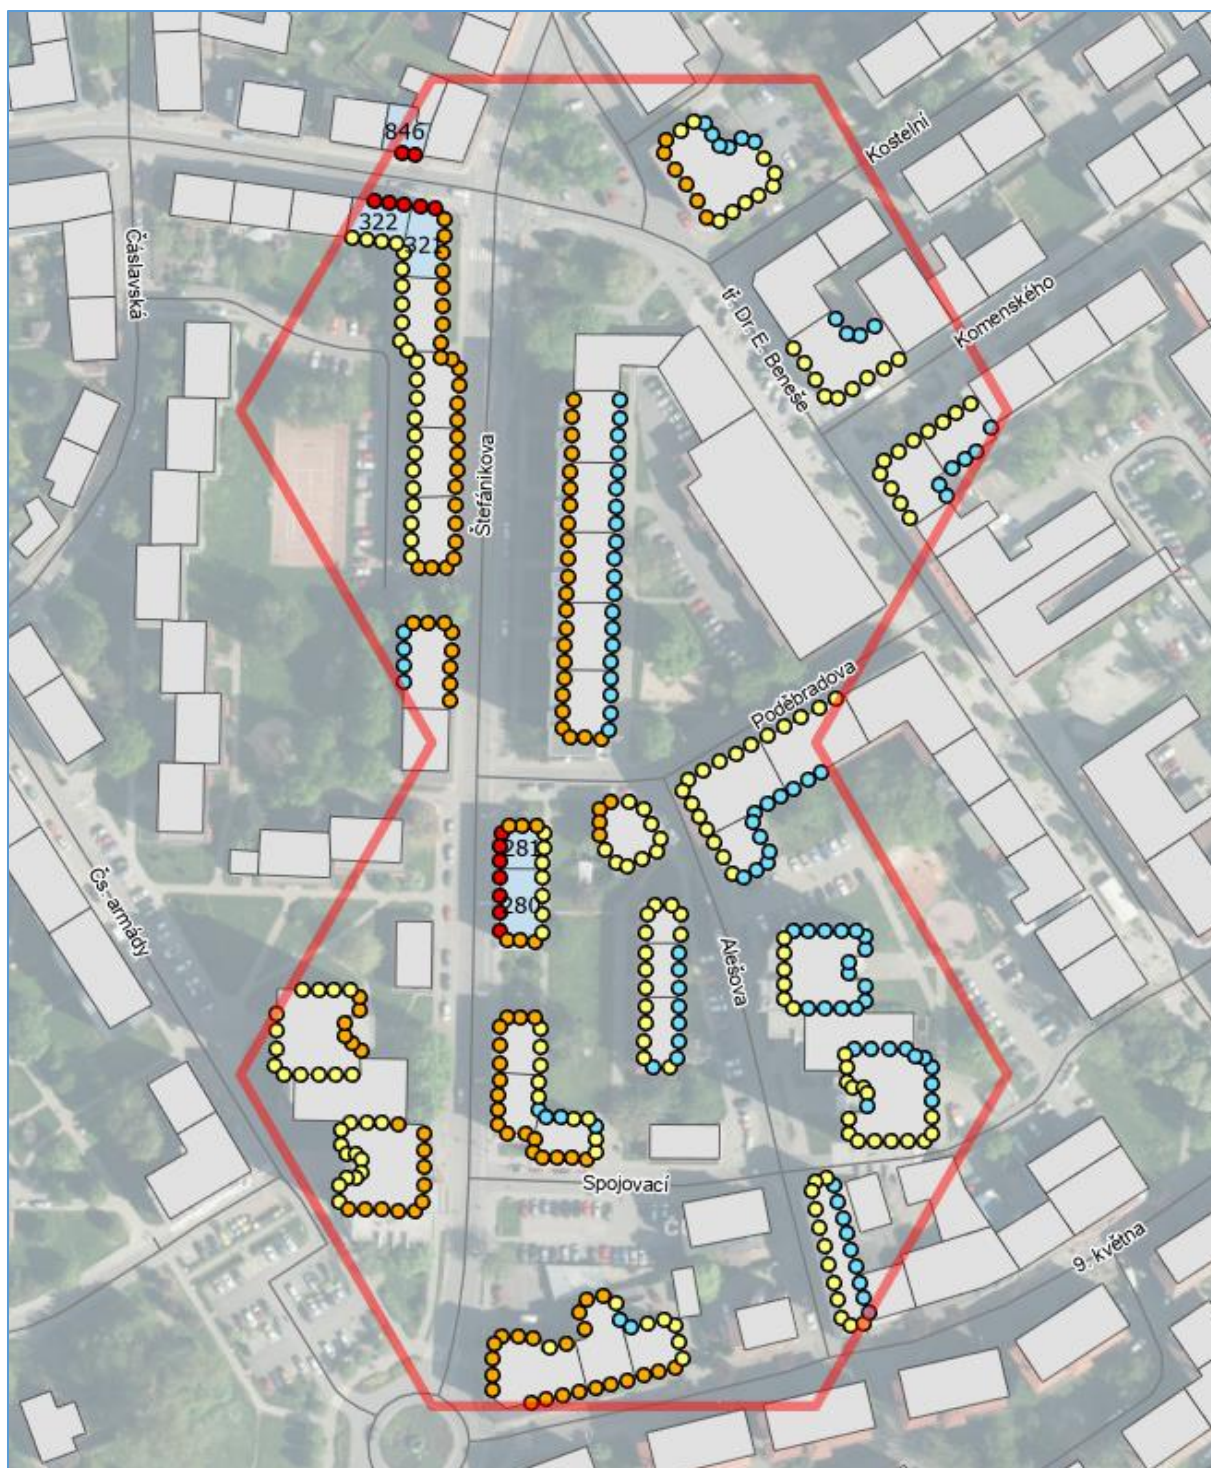 Kostelní
846
322
321
Čáslavská
Komenského
tř. Dr. E. Beneše
Štefánikova
Poděbradova
281
280
Čs. armády
Alešova
Spojovací
9. května